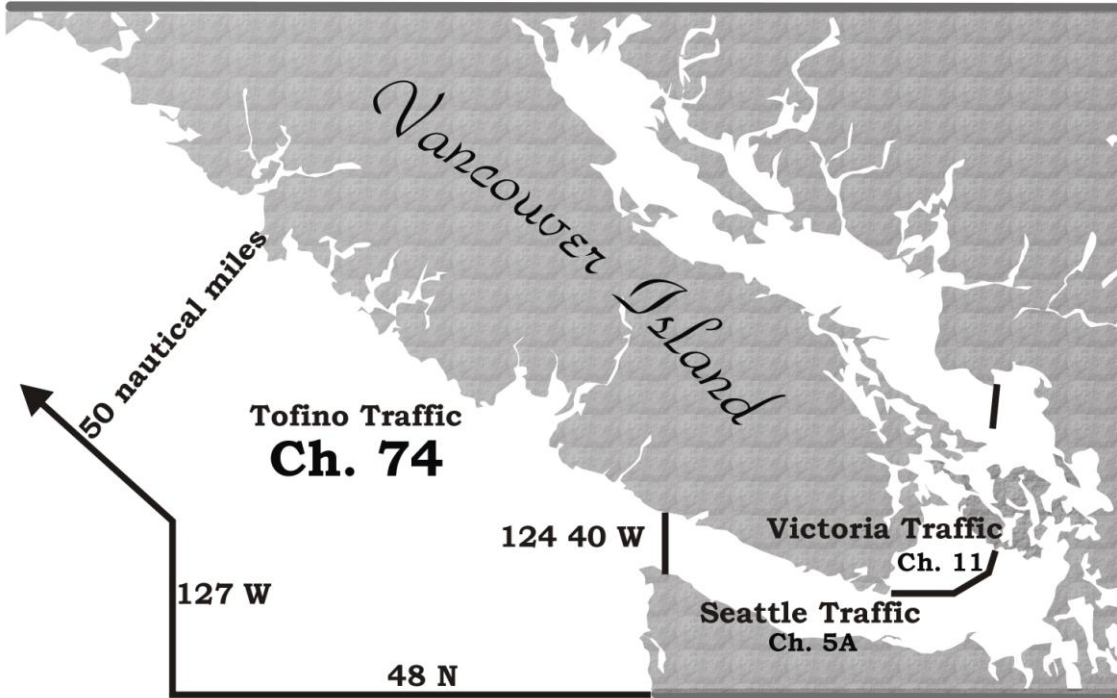 Vancouver Island
50 nautical miles
Tofino Traffic
Ch. 74
124 40 W
Victoria Traffic
Ch. 11
127 W
Seattle Traffic
Ch. 5A
48 N